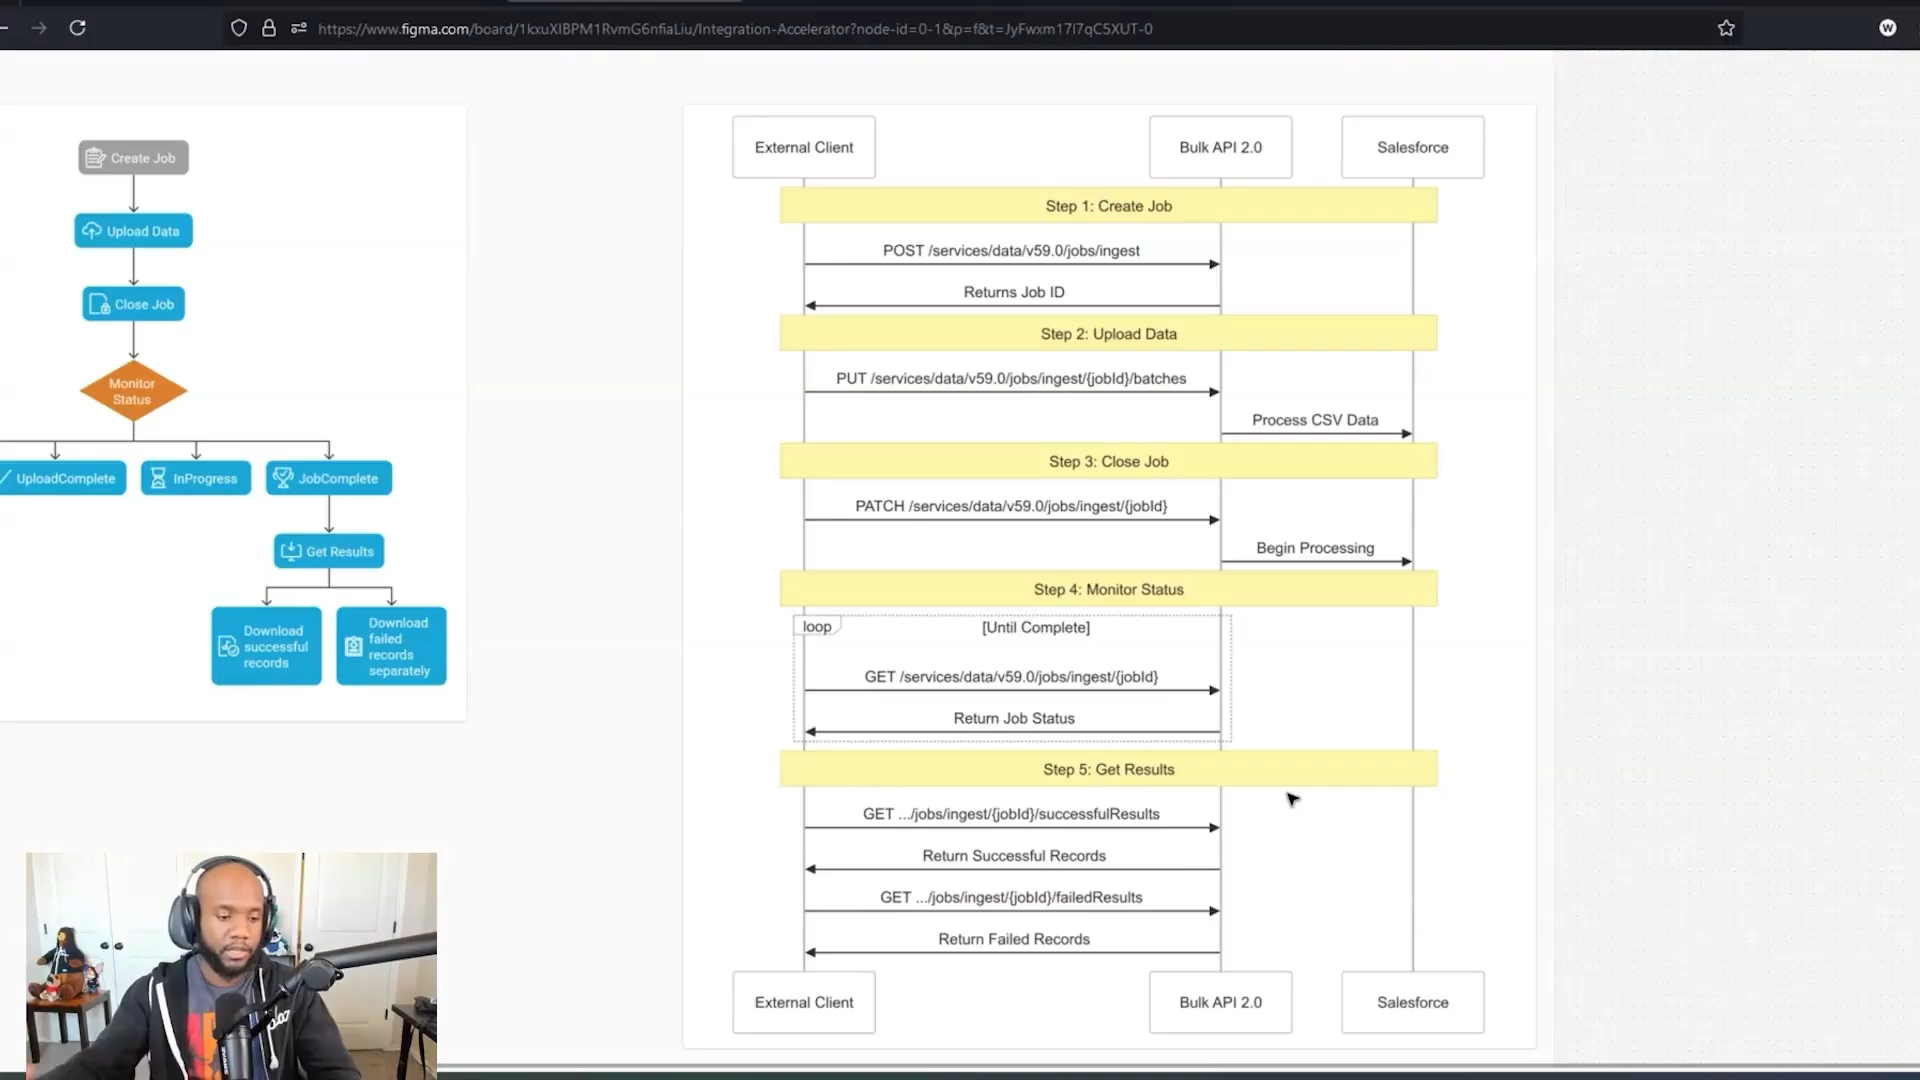 https://www.figma.com/board/1kxuXIBPM1RvmG6nfiaLiu/Integration-Accelerator?node-id=0-1&p=f&t=JyFwxm17I7qC5XUT-0
W
Create Job
Upload Data
Close Job
Monitor
Status
UploadComplete
InProgress
JobComplete
Get Results
Download
successful
records
Download
failed
records
separately
External Client
Bulk API 2.0
Salesforce
Step 1: Create Job
POST /services/data/v59.0/jobs/ingest
Returns Job ID
Step 2: Upload Data
PUT /services/data/v59.0/jobs/ingest/{jobId}/batches
Process CSV Data
Step 3: Close Job
PATCH /services/data/v59.0/jobs/ingest/{jobId}
Begin Processing
Step 4: Monitor Status
loop
[Until Complete]
GET /services/data/v59.0/jobs/ingest/{jobId}
Return Job Status
Step 5: Get Results
GET .../jobs/ingest/{jobId}/successfulResults
Return Successful Records
GET .../jobs/ingest/{jobId}/failedResults
Return Failed Records
External Client
Bulk API 2.0
Salesforce